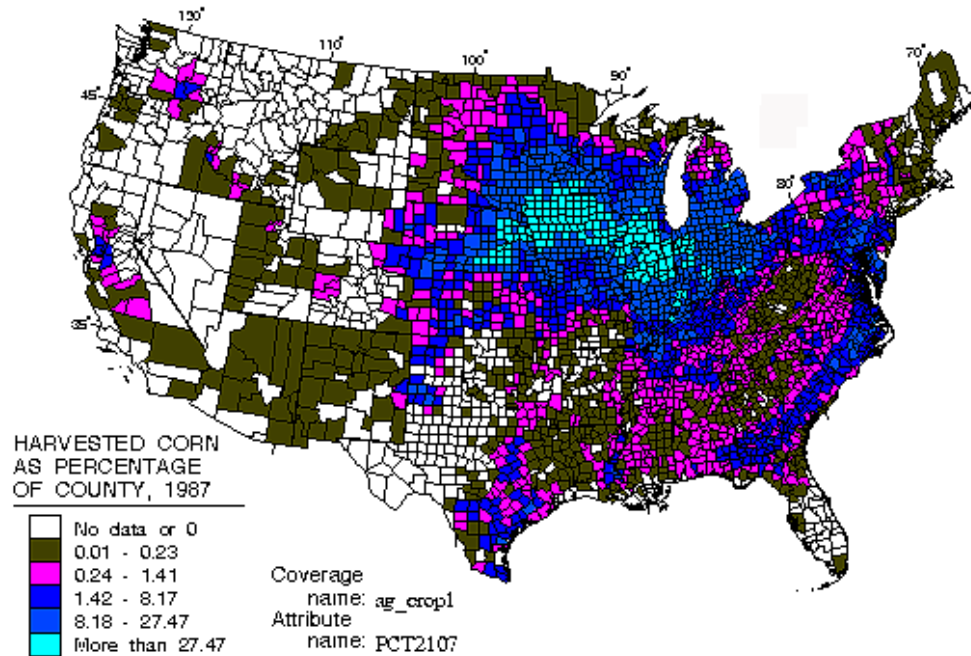 120°
110°
100°
90°
70°
45°
80°
35°
HARVESTED CORN
AS PERCENTAGE
OF COUNTY, 1987
No data or 0
0.01 - 0.23
0.24 - 1.41
1.42 - 8.17
8.18 - 27.47
More than 27.47
Coverage
name: ag_crop1
Attribute
name: PCT2107